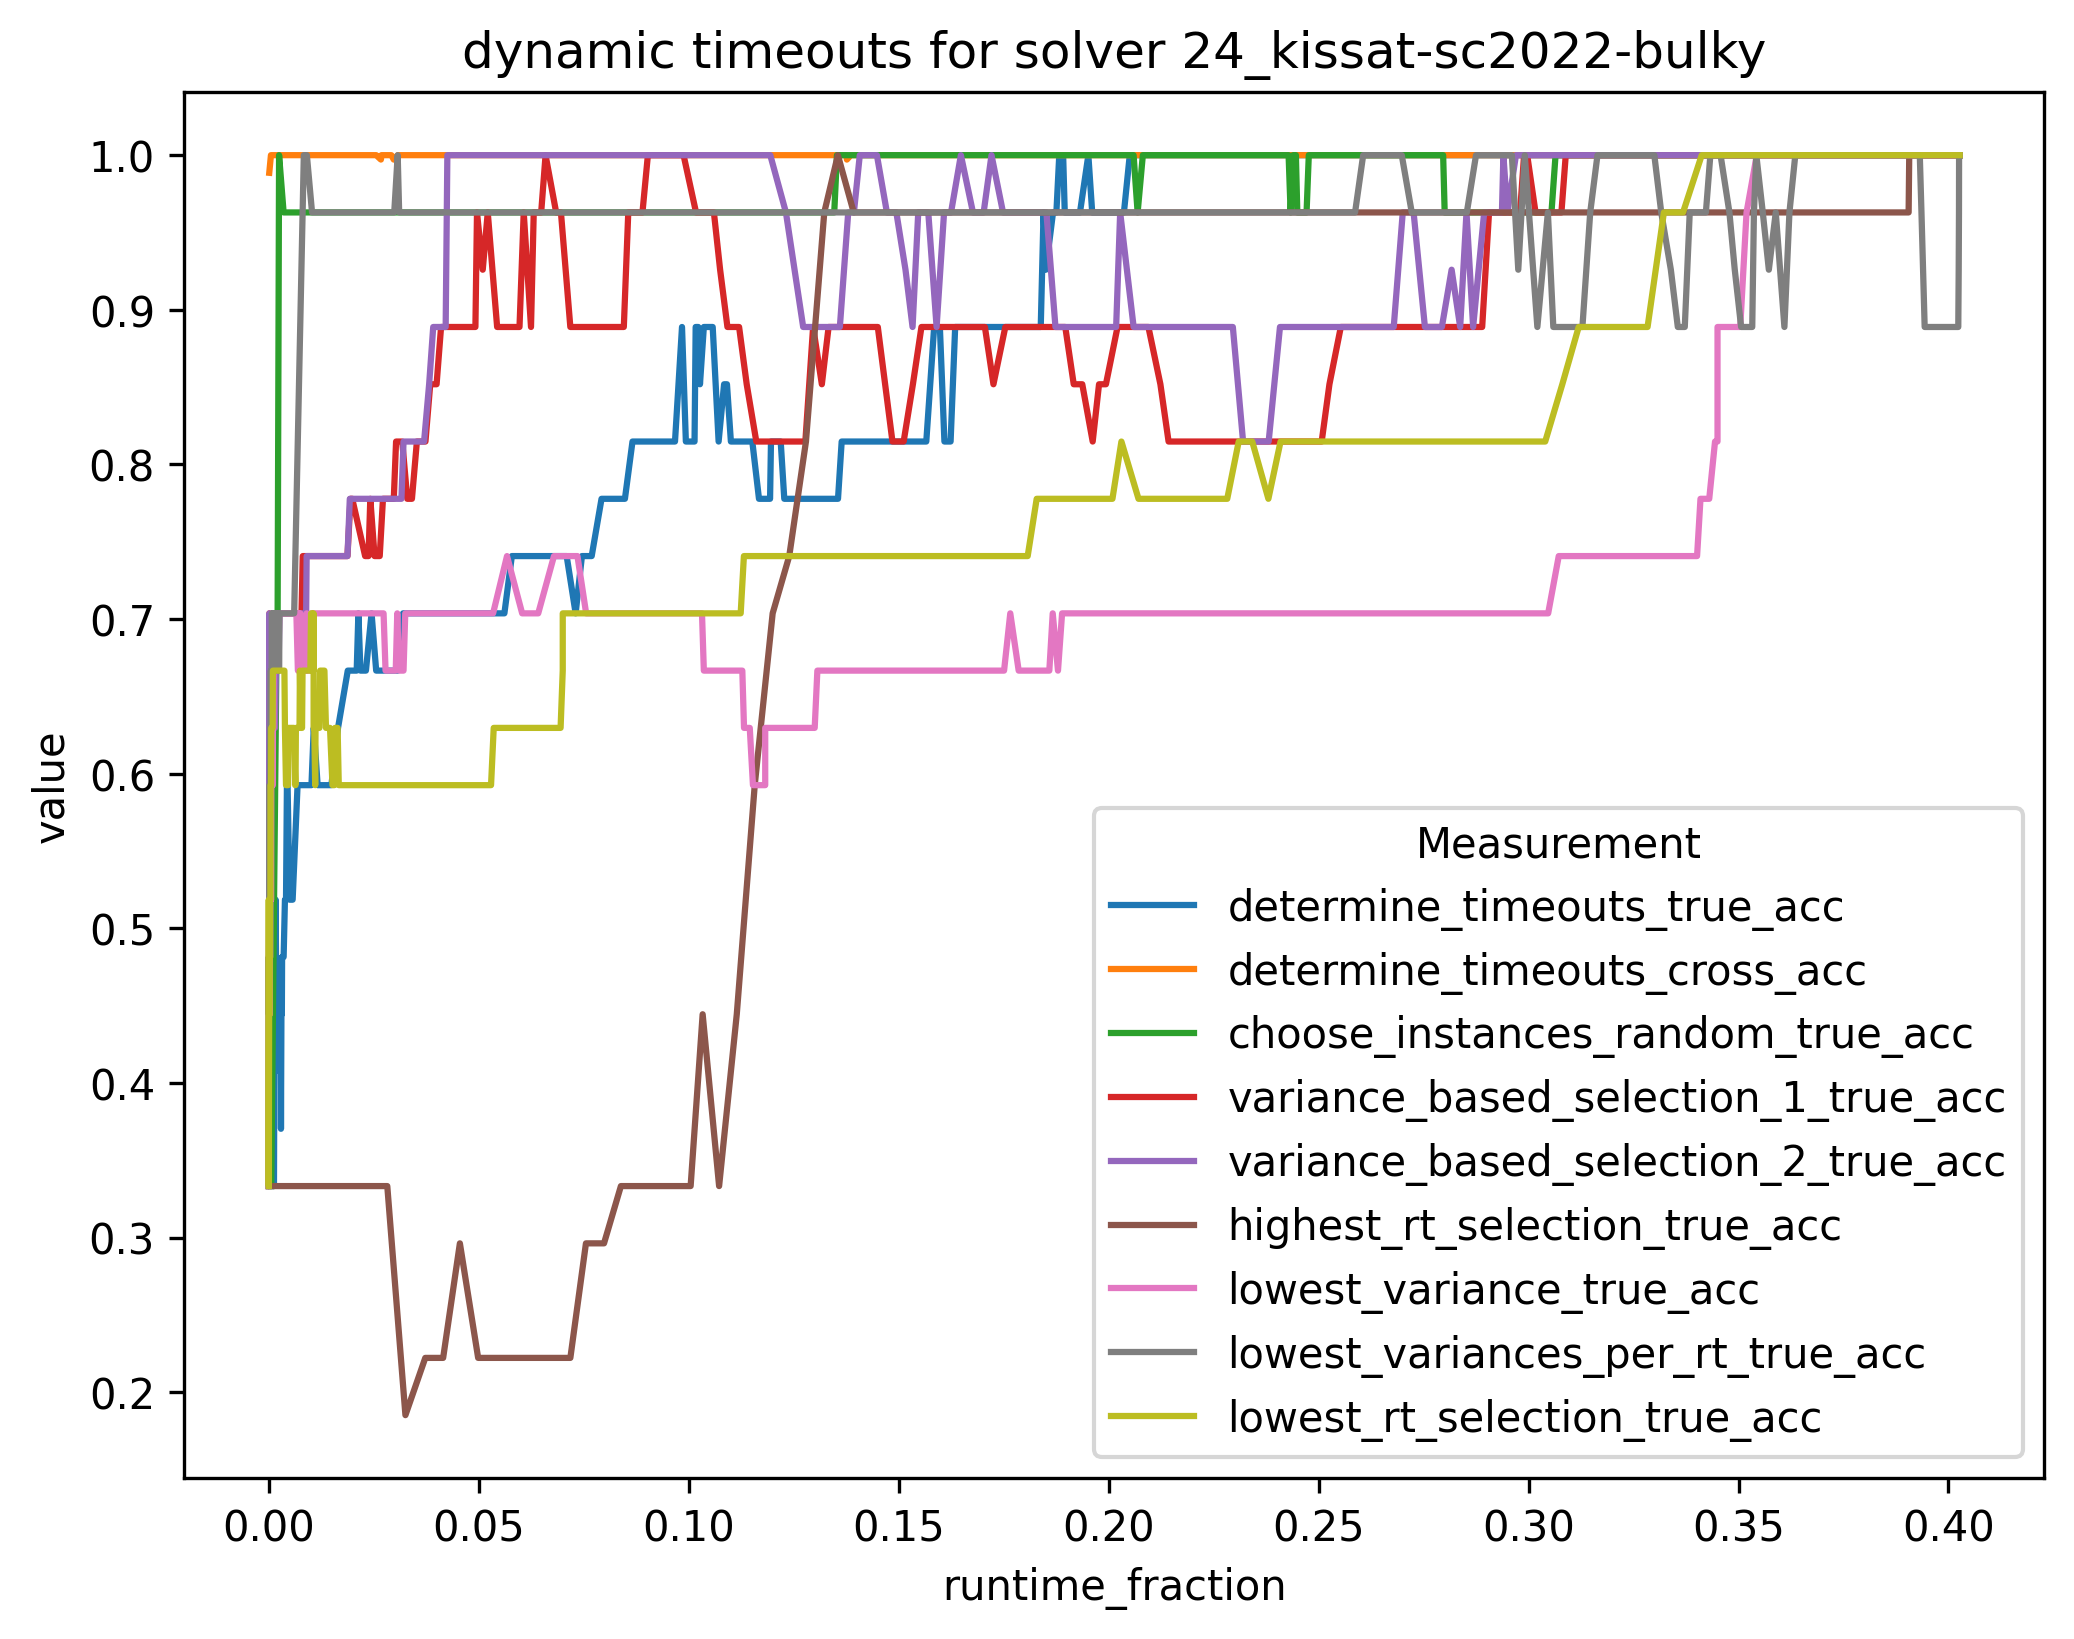 dynamic timeouts for solver 24_kissat-sc2022-bulky
value
1.0
0.9
0.8
0.7
0.6
0.5
0.4
0.3
0.2
Measurement
determine_timeouts_true_acc
determine_timeouts_cross_acc
choose_instances_random_true_acc
variance_based_selection_1_true_acc
variance_based_selection_2_true_acc
highest_rt_selection_true_acc
lowest_variance_true_acc
lowest_variances_per_rt_true_acc
lowest_rt_selection_true_acc
0.00 0.05 0.10 0.15 0.20 0.25 0.30 0.35 0.40
runtime_fraction